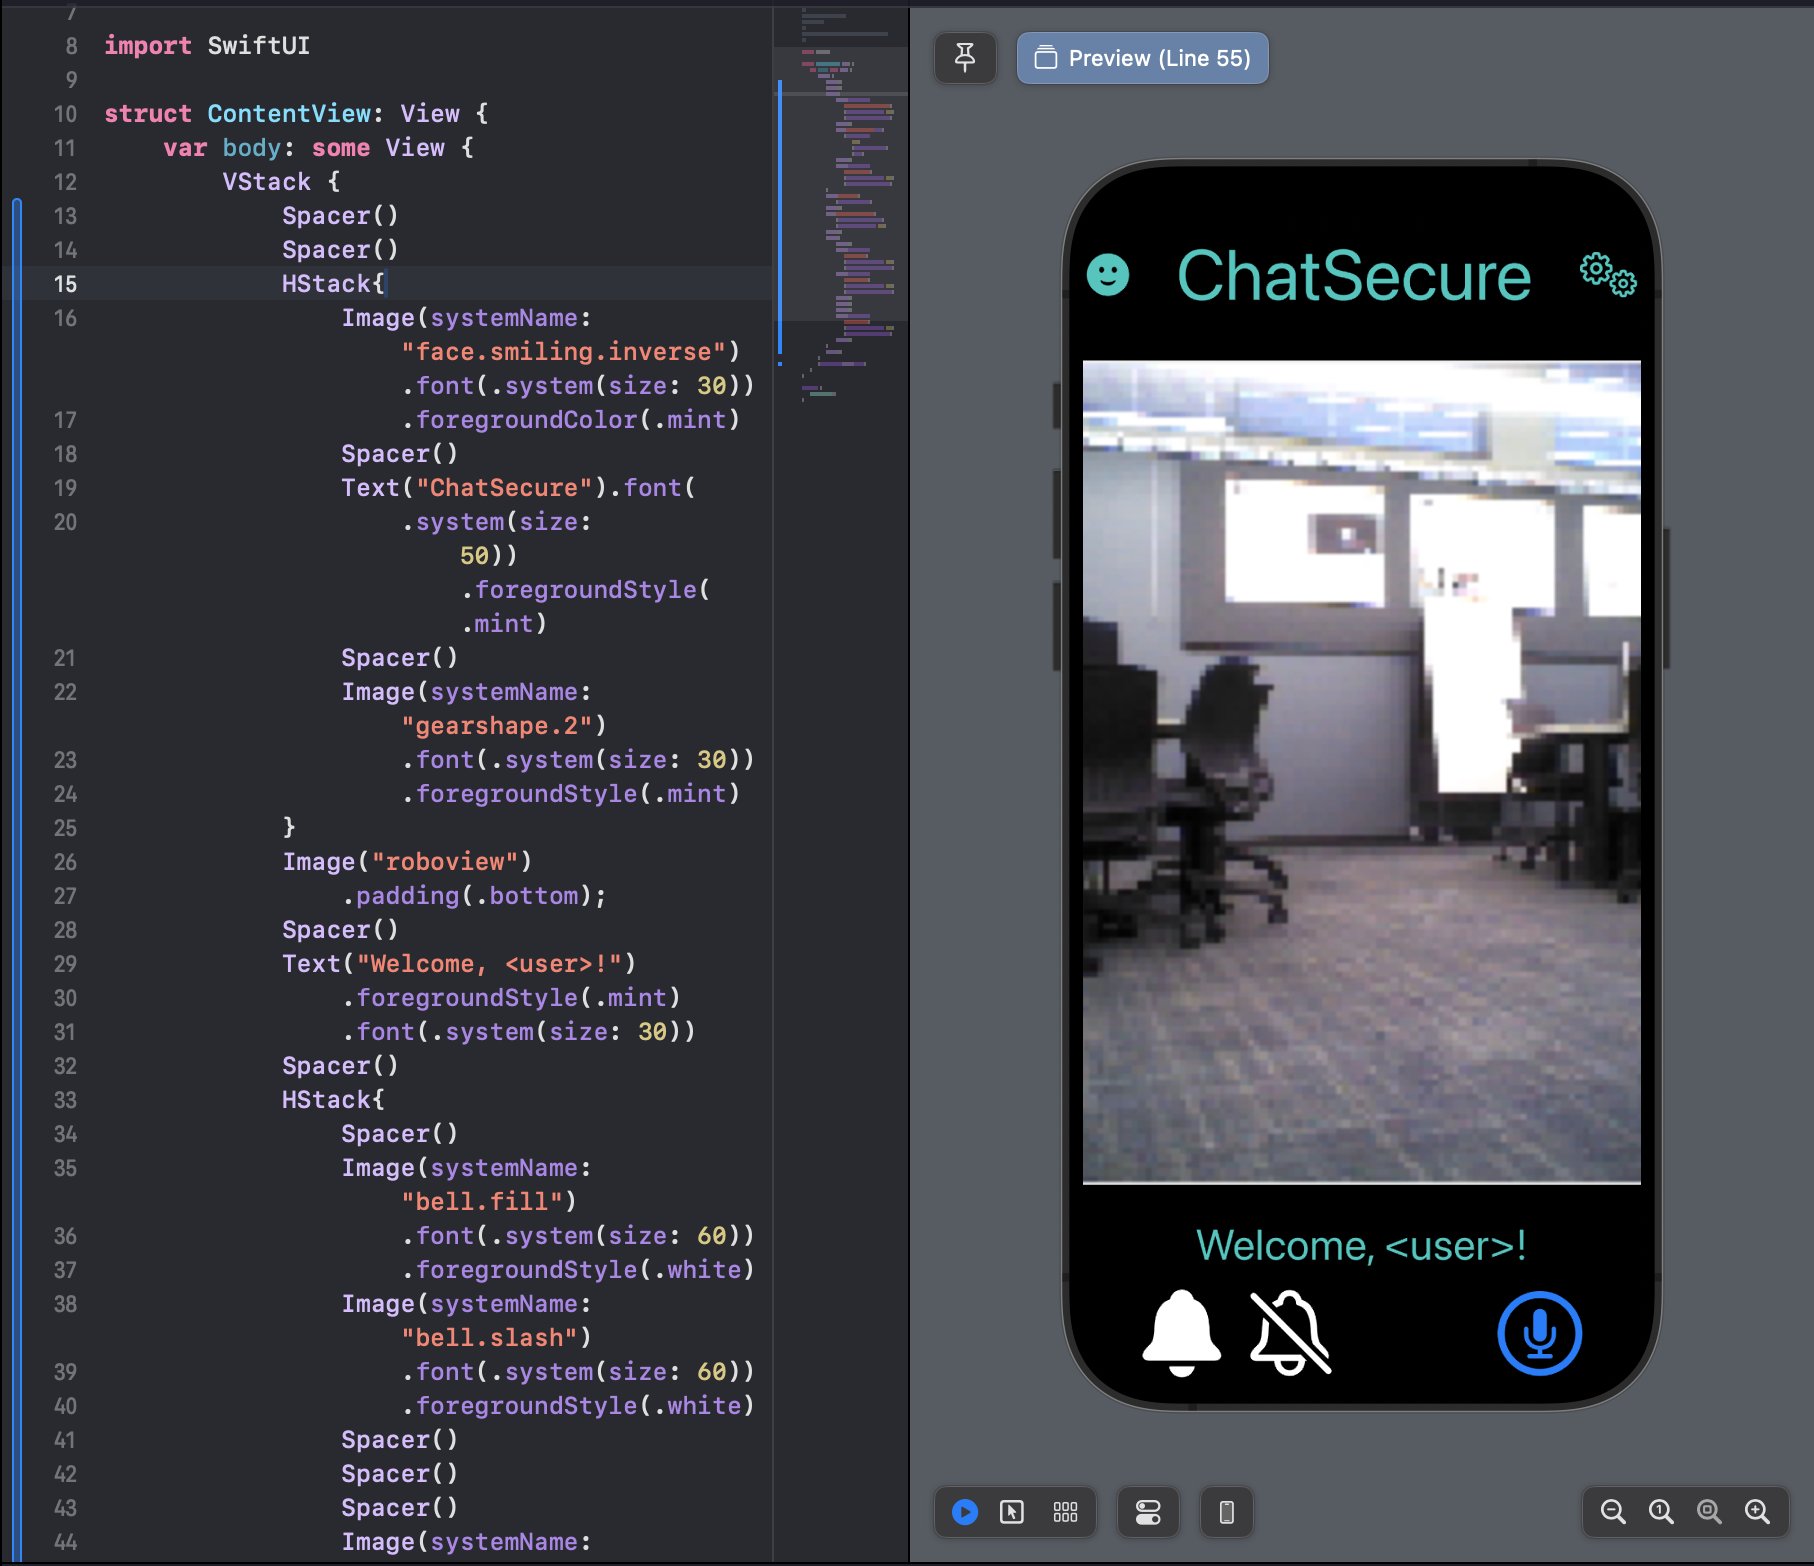 7
8 import SwiftUI
9
10 struct ContentView: View {
11 var body: some View {
12 VStack {
13 Spacer()
14 Spacer()
15 HStack{
16 Image(systemName:
"face.smiling.inverse")
.font(.system(size: 30))
17 .foregroundColor(.mint)
18 Spacer()
19 Text("ChatSecure").font(
20 .system(size:
50))
.foregroundStyle(
.mint)
21 Spacer()
22 Image(systemName:
"gearshape.2")
23 .font(.system(size: 30))
24 .foregroundStyle(.mint)
25 }
26 Image("roboview")
27 .padding(.bottom);
28 Spacer()
29 Text("Welcome, <user>!")
30 .foregroundStyle(.mint)
31 .font(.system(size: 30))
32 Spacer()
33 HStack{
34 Spacer()
35 Image(systemName:
"bell.fill")
36 .font(.system(size: 60))
37 .foregroundStyle(.white)
38 Image(systemName:
"bell.slash")
39 .font(.system(size: 60))
40 .foregroundStyle(.white)
41 Spacer()
42 Spacer()
43 Spacer()
44 Image(systemName:
Preview (Line 55)
ChatSecure
Welcome, <user>!